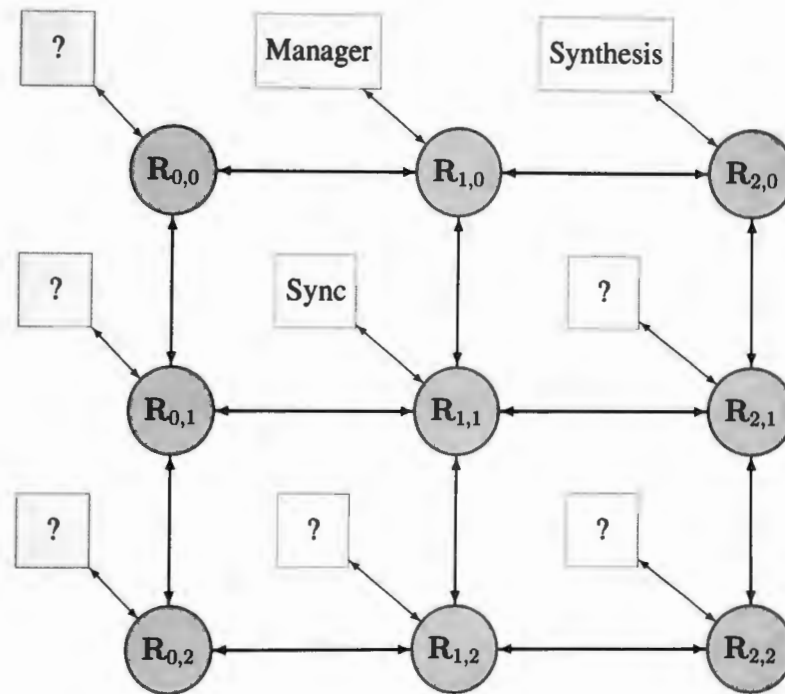 ?
Manager
Synthesis
R0,0
R1,0
R2,0
?
Sync
?
R0,1
R1,1
R2,1
?
?
?
R0,2
R1,2
R2,2